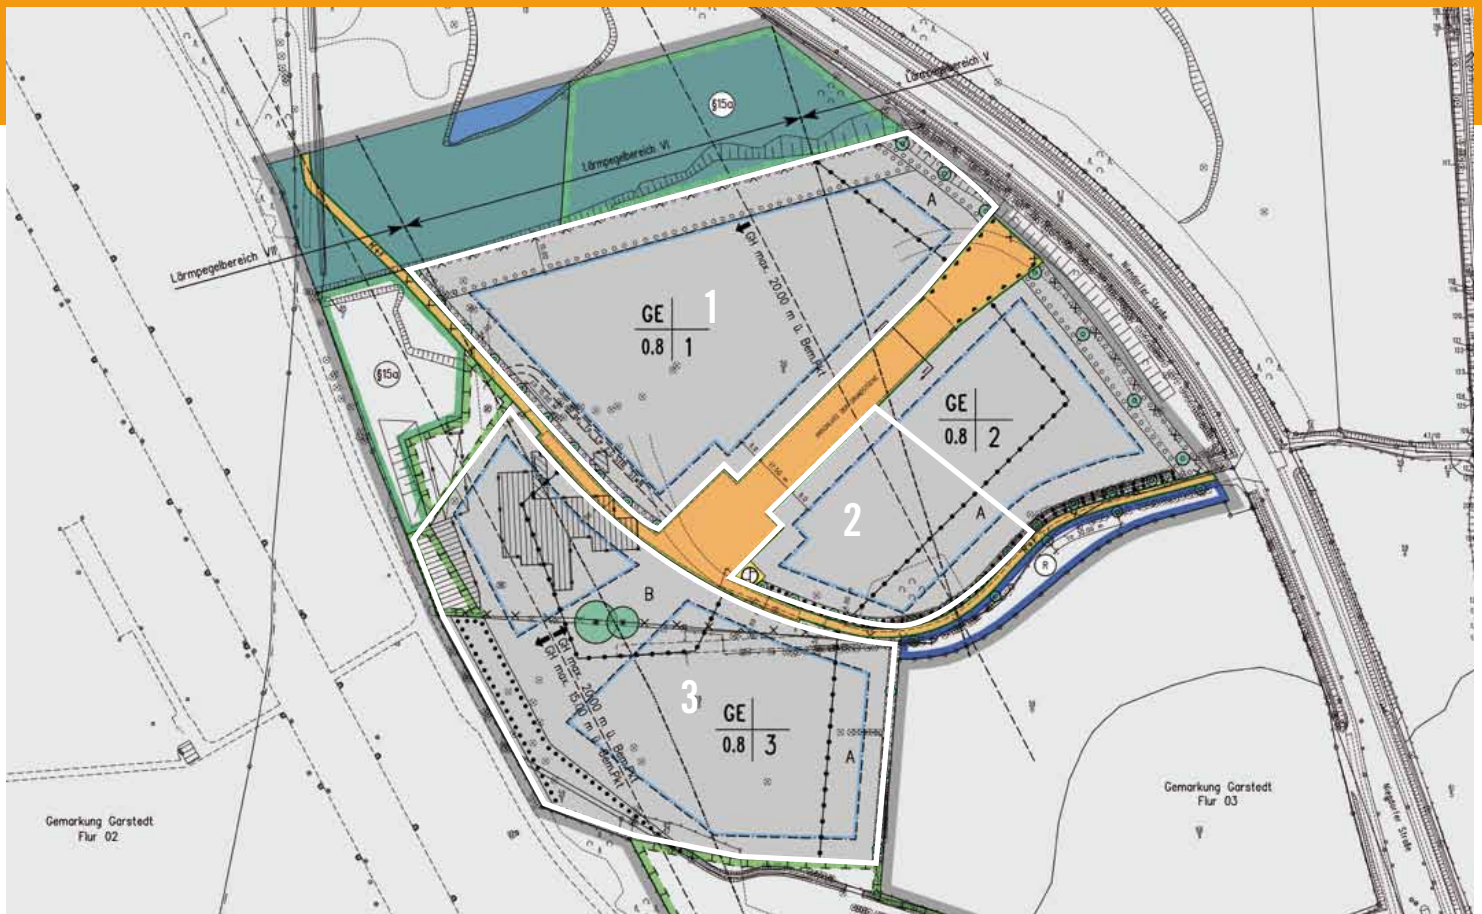 Lärmpegelbereich V
§15a
Lärmpegelbereich VI
Lärmpegelbereich VII
A
Niendorfer Straße
GH max. 20.00 m ü. Bem.Pkt
1
GE
0.8 1
§15a
GE
0.8 2
2
A
R
B
GH max. 20.00 m ü. Bem.Pkt
GH max. 15.00 m ü. Bem.Pkt
3
GE
0.8 3
A
Gemarkung Garstedt
Flur 02
Gemarkung Garstedt
Flur 03